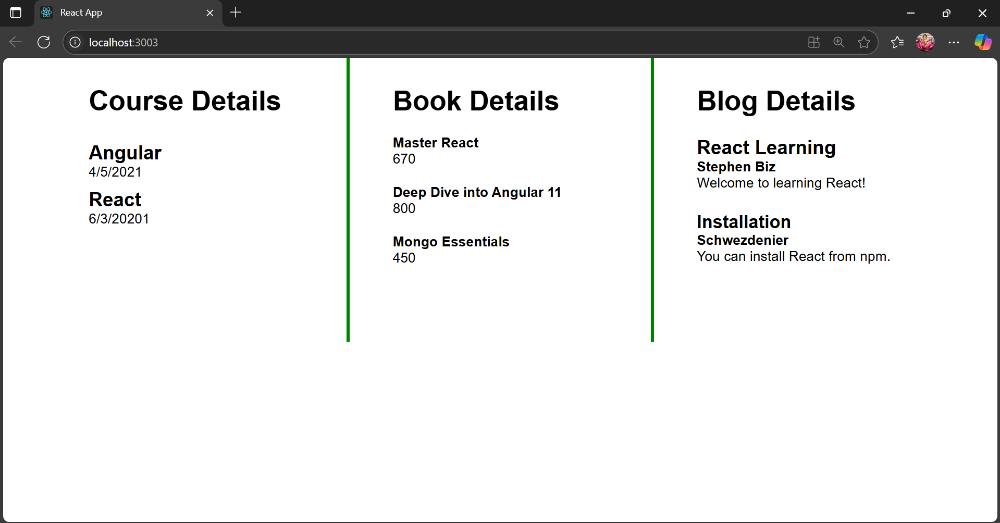 React App
localhost:3003
Course Details
Angular
4/5/2021
React
6/3/20201
Book Details
Master React
670
Deep Dive into Angular 11
800
Mongo Essentials
450
Blog Details
React Learning
Stephen Biz
Welcome to learning React!
Installation
Schwezdenier
You can install React from npm.